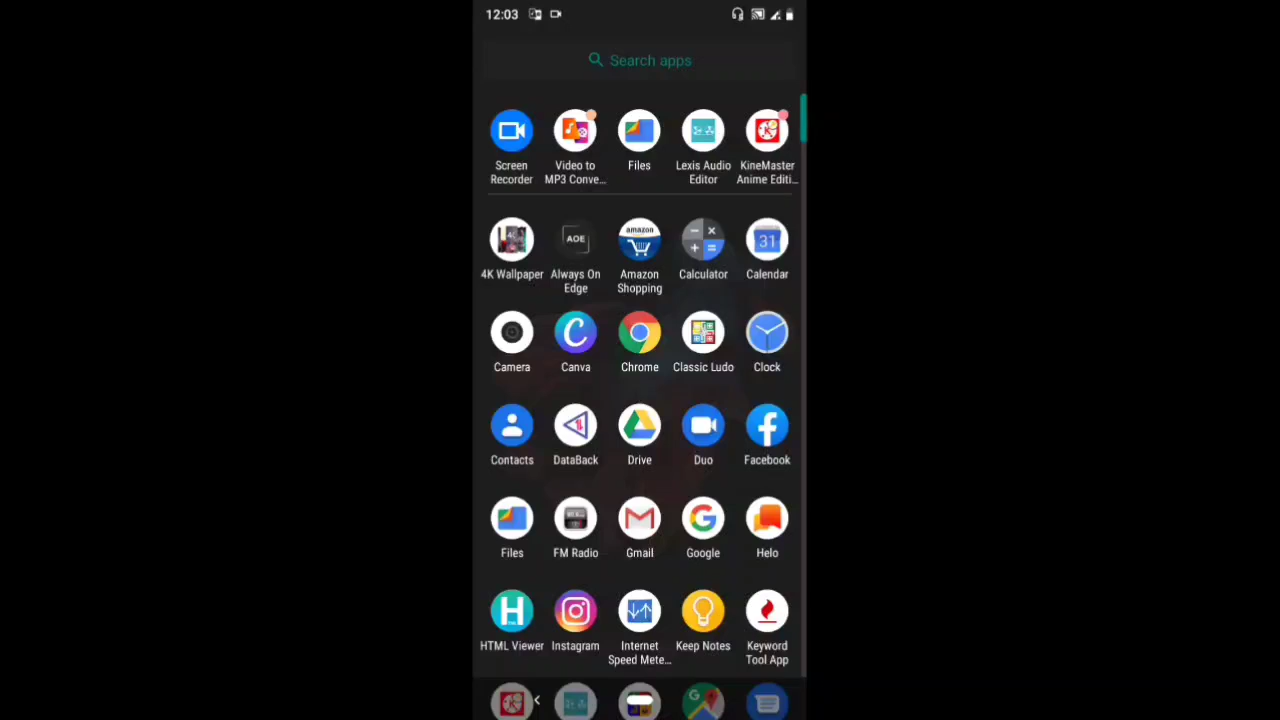 12:03
Search apps
Screen Recorder
Video to MP3 Conve...
Files
Lexis Audio Editor
KineMaster Anime Editi...
4K
AOE
amazon
31
4K Wallpaper
Always On Edge
Amazon Shopping
Calculator
Calendar
Camera
Canva
Chrome
Classic Ludo
Clock
Contacts
DataBack
Drive
Duo
Facebook
Files
FM Radio
Gmail
Google
Helo
HTML Viewer
Instagram
Internet Speed Mete...
Keep Notes
Keyword Tool App